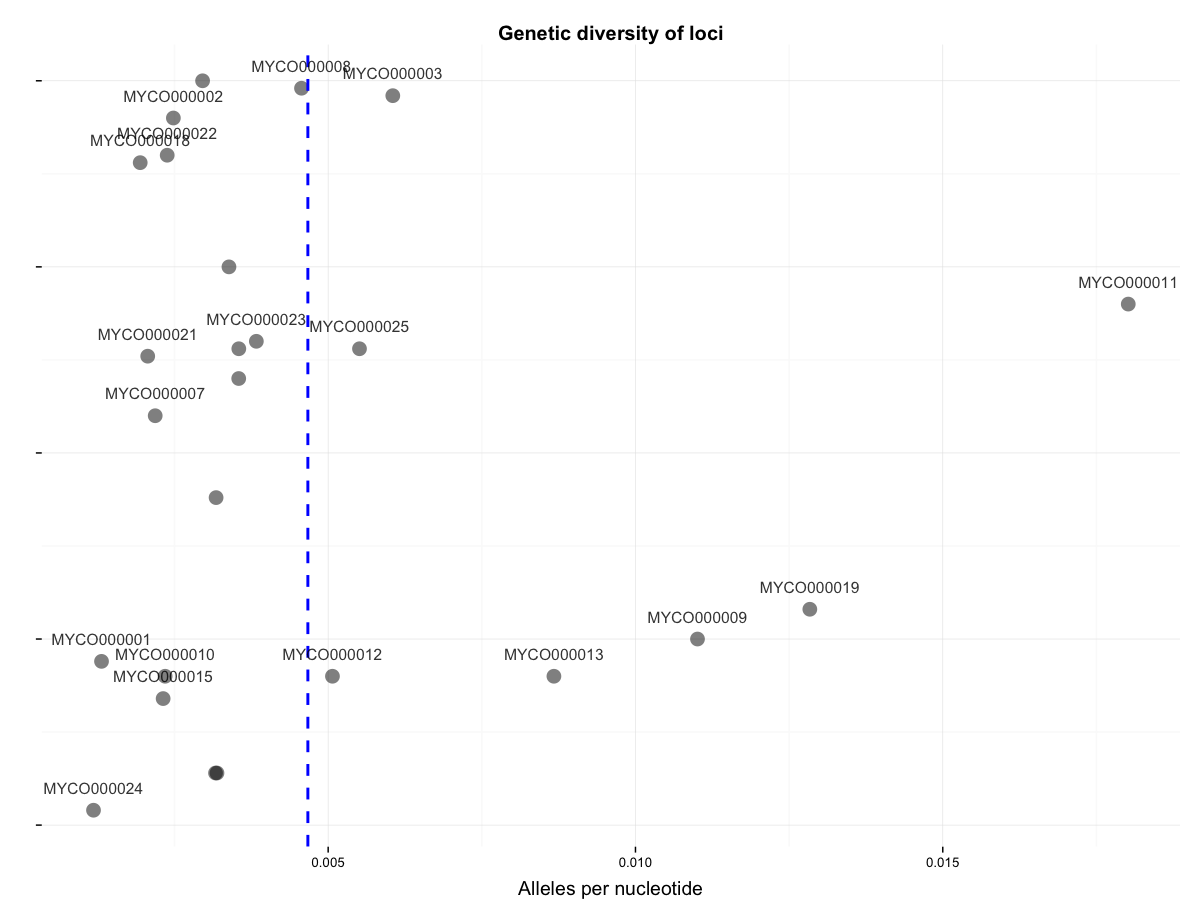 Genetic diversity of loci
MYCO000008
MYCO000003
MYCO000002
MYCO000022
MYCO000018
MYCO000011
MYCO000023
MYCO000025
MYCO000021
MYCO000007
MYCO000019
MYCO000009
MYCO000001
MYCO000010
MYCO000012
MYCO000013
MYCO000015
MYCO000024
0.005
0.010
0.015
Alleles per nucleotide